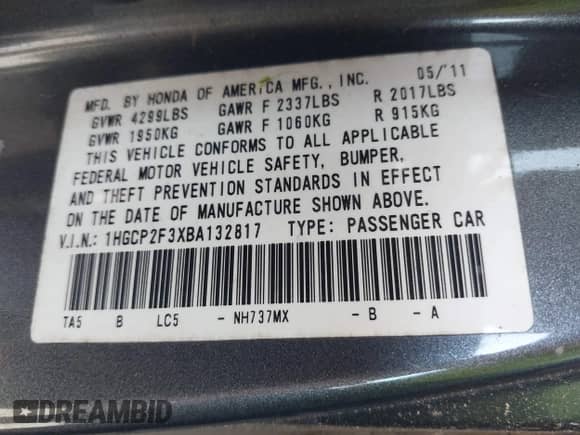 MFD. BY HONDA OF AMERICA MFG., INC. 05/'11
GVWR 4299LBS GAWR F 2337LBS R 2017LBS
GVWR 1950KG GAWR F 1060KG R 915KG
THIS VEHICLE CONFORMS TO ALL APPLICABLE
FEDERAL MOTOR VEHICLE SAFETY, BUMPER,
AND THEFT PREVENTION STANDARDS IN EFFECT
ON THE DATE OF MANUFACTURE SHOWN ABOVE.
V.I.N.: 1HGCP2F3XBA132817 TYPE: PASSENGER CAR
TA5 B LC5 - NH737MX - B - A
DREAMBID